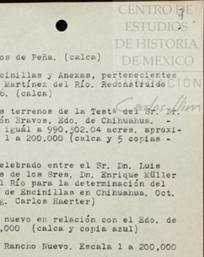 CENTRO DE
ESTUDIOS
DE HISTORIA
DE MEXICO
os de Peña. (calca)
cinillas y Anexas, pertenecientes
Martínez del Río. Reconstruido
6. (calca)
s terrenos de la Testª del Sr. Dr.
ón Bravos, Edo. de Chihuahua. -
igual a 990,302.04 acres, aproxi-
1 a 200,000 (calca y 5 copias -
elebrado entre el Sr. Dn. Luis
s de los Sres. Dn. Enrique Müller
l Río para la determinación del
de Encinillas en Chihuahua. Oct.
g. Carlos Haerter)
nuevo en relación con el Edo. de
000 (calca y copia azul)
Rancho Nuevo. Escala 1 a 200,000